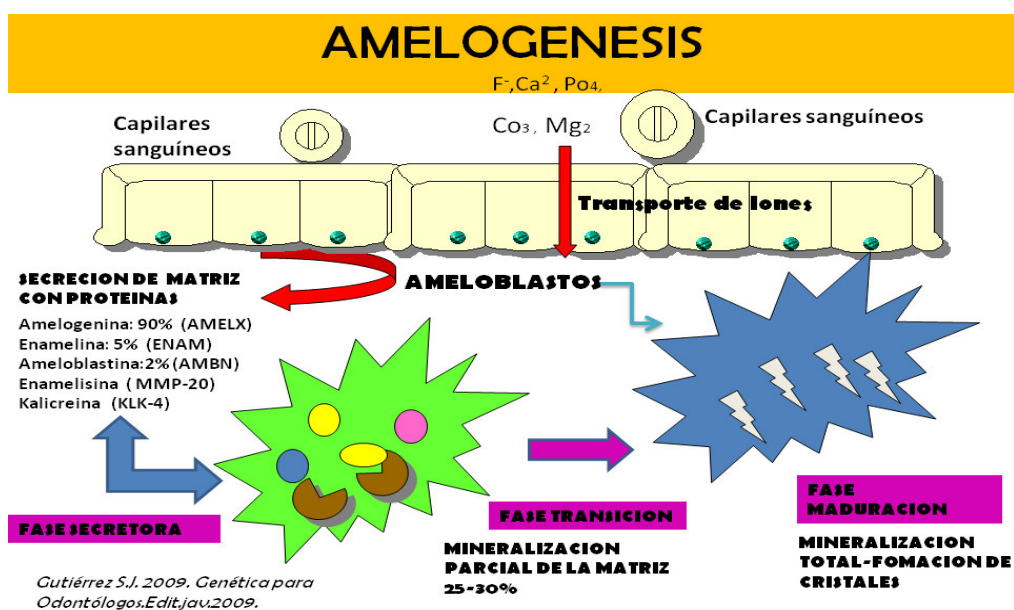 AMELOGENESIS
F-,Ca2 , Po4,
Co3 , Mg2
Capilares
sanguíneos
Capilares sanguíneos
Transporte de Iones
AMELOBLASTOS
SECRECION DE MATRIZ
CON PROTEINAS
Amelogenina: 90% (AMELX)
Enamelina: 5% (ENAM)
Ameloblastina:2% (AMBN)
Enamelisina (MMP-20)
Kalicreina (KLK-4)
FASE SECRETORA
FASE TRANSICION
MINERALIZACION
PARCIAL DE LA MATRIZ
25-30%
FASE
MADURACION
MINERALIZACION
TOTAL-FOMACION DE
CRISTALES
Gutiérrez S.J. 2009. Genética para
Odontólogos.Edit.jav.2009.